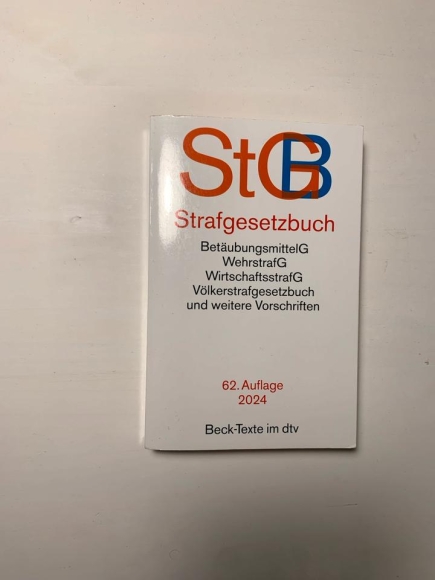 StGB
Strafgesetzbuch
BetäubungsmittelG
WehrstrafG
WirtschaftsstrafG
Völkerstrafgesetzbuch
und weitere Vorschriften
62. Auflage
2024
Beck-Texte im dtv